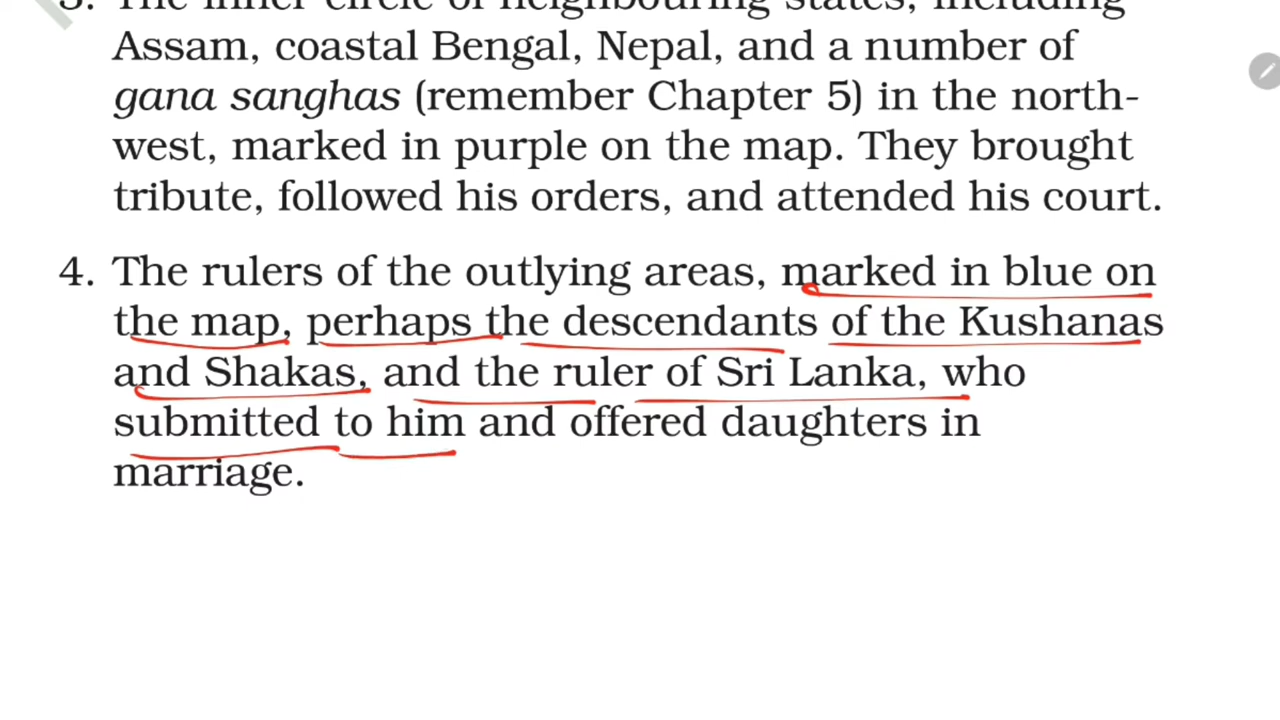 3. The inner circle of neighbouring states, including
Assam, coastal Bengal, Nepal, and a number of
gana sanghas (remember Chapter 5) in the north-
west, marked in purple on the map. They brought
tribute, followed his orders, and attended his court.
4. The rulers of the outlying areas, marked in blue on
the map, perhaps the descendants of the Kushanas
and Shakas, and the ruler of Sri Lanka, who
submitted to him and offered daughters in
marriage.